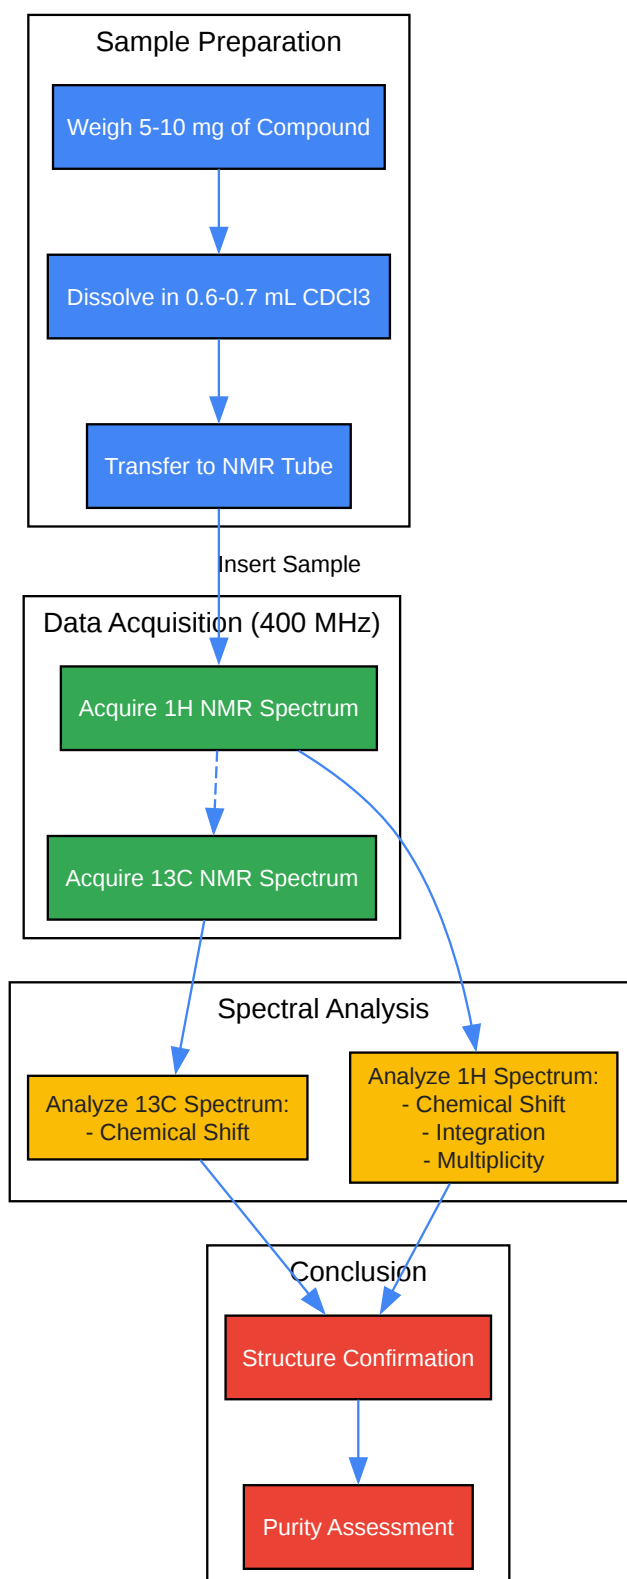 Sample Preparation
Weigh 5-10 mg of Compound
Dissolve in 0.6-0.7 mL CDCl3
Transfer to NMR Tube
Insert Sample
Data Acquisition (400 MHz)
Acquire 1H NMR Spectrum
Acquire 13C NMR Spectrum
Spectral Analysis
Analyze 13C Spectrum:
- Chemical Shift
Analyze 1H Spectrum:
- Chemical Shift
- Integration
- Multiplicity
Conclusion
Structure Confirmation
Purity Assessment